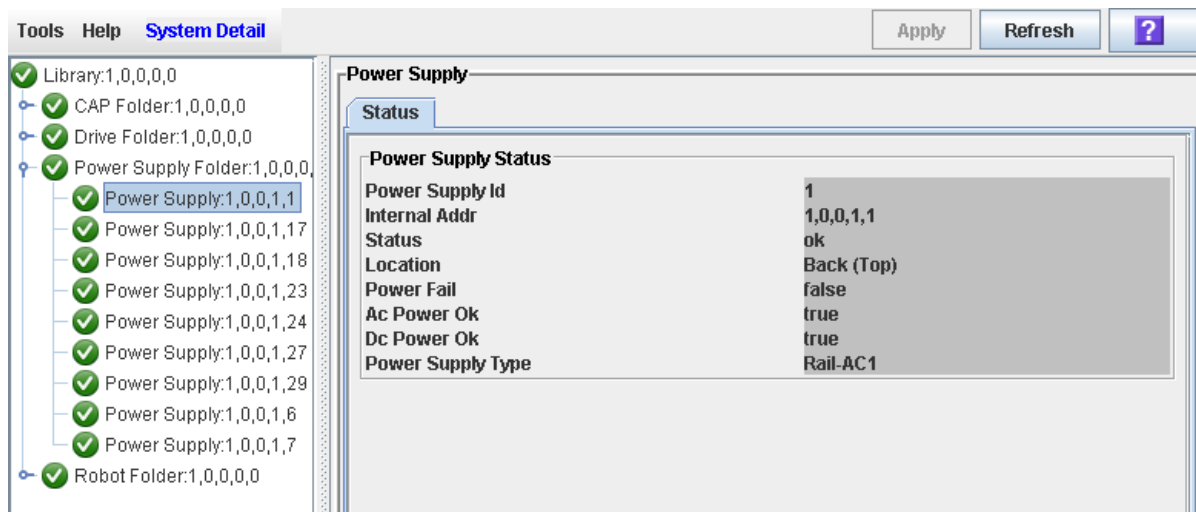 Tools Help System Detail Apply Refresh ?
Library:1,0,0,0,0
CAP Folder:1,0,0,0,0
Drive Folder:1,0,0,0,0
Power Supply Folder:1,0,0,0,
Power Supply:1,0,0,1,1
Power Supply:1,0,0,1,17
Power Supply:1,0,0,1,18
Power Supply:1,0,0,1,23
Power Supply:1,0,0,1,24
Power Supply:1,0,0,1,27
Power Supply:1,0,0,1,29
Power Supply:1,0,0,1,6
Power Supply:1,0,0,1,7
Robot Folder:1,0,0,0,0
Power Supply
Status
Power Supply Status
Power Supply Id 1
Internal Addr 1,0,0,1,1
Status ok
Location Back (Top)
Power Fail false
Ac Power Ok true
Dc Power Ok true
Power Supply Type Rail-AC1